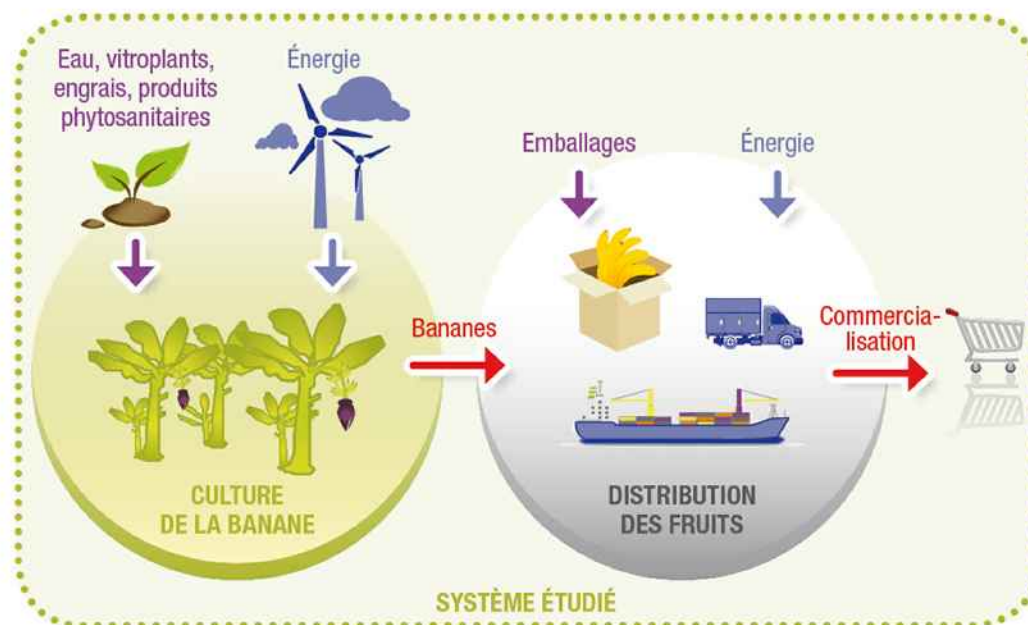 Eau, vitroplants,
engrais, produits
phytosanitaires
Énergie
Emballages
Énergie
Bananes
Commercia-
lisation
CULTURE
DE LA BANANE
DISTRIBUTION
DES FRUITS
SYSTÈME ÉTUDIÉ